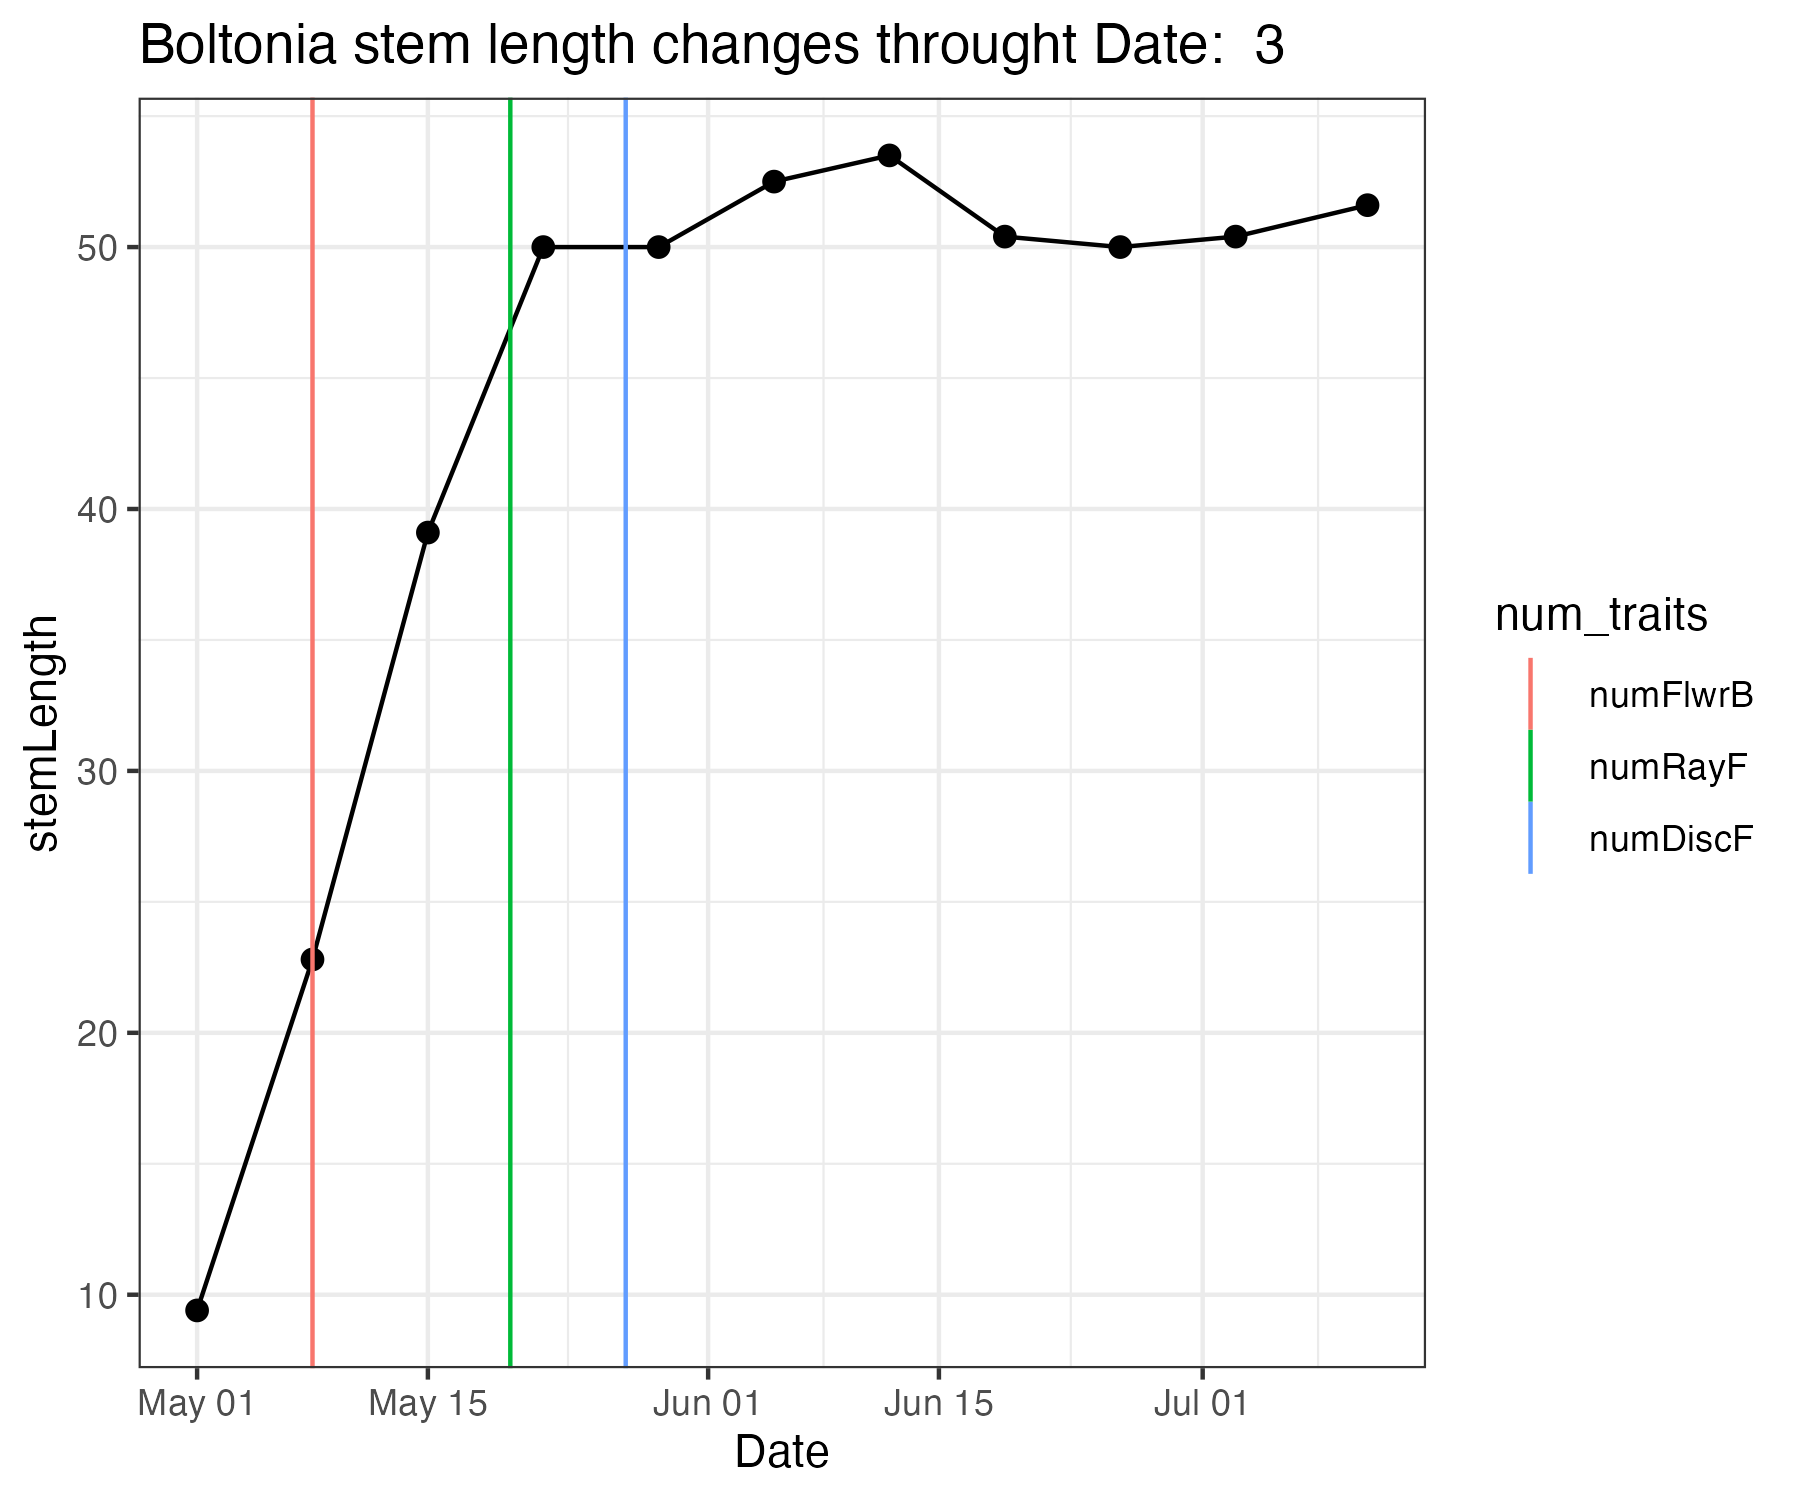 Boltonia stem length changes throught Date:  3
stemLength
50
40
30
20
10
May 01
May 15
Jun 01
Jun 15
Jul 01
Date
num_traits
numFlwrB
numRayF
numDiscF